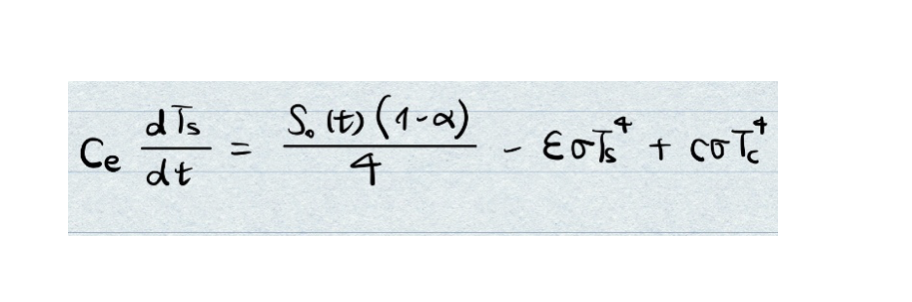 Ce dTs/dt = S₀(t)(1-α)/4 - εσTs⁴ + cσTc⁴